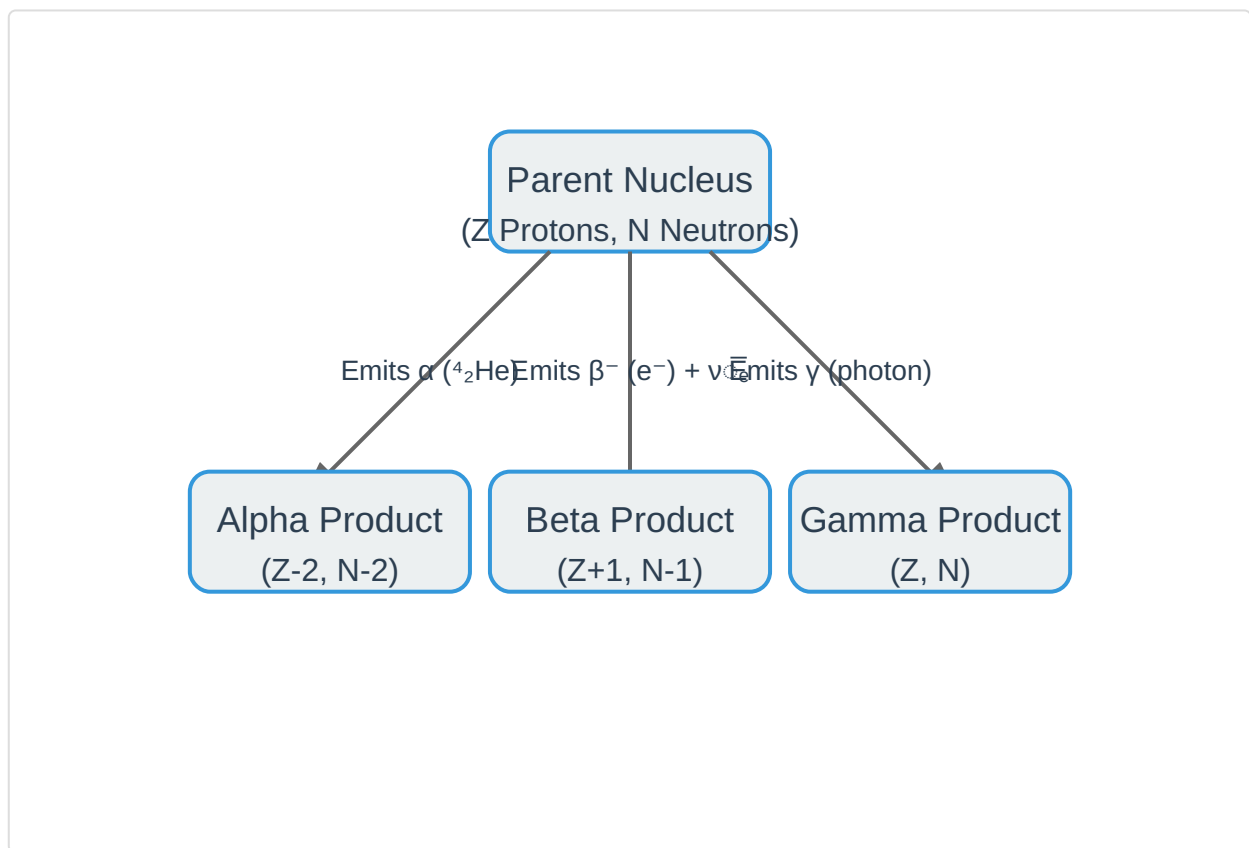 Parent Nucleus
(Z Protons, N Neutrons)
Emits α (⁴₂He)
Emits β⁻ (e⁻) + ν̅ₑ
Emits γ (photon)
Alpha Product
(Z-2, N-2)
Beta Product
(Z+1, N-1)
Gamma Product
(Z, N)